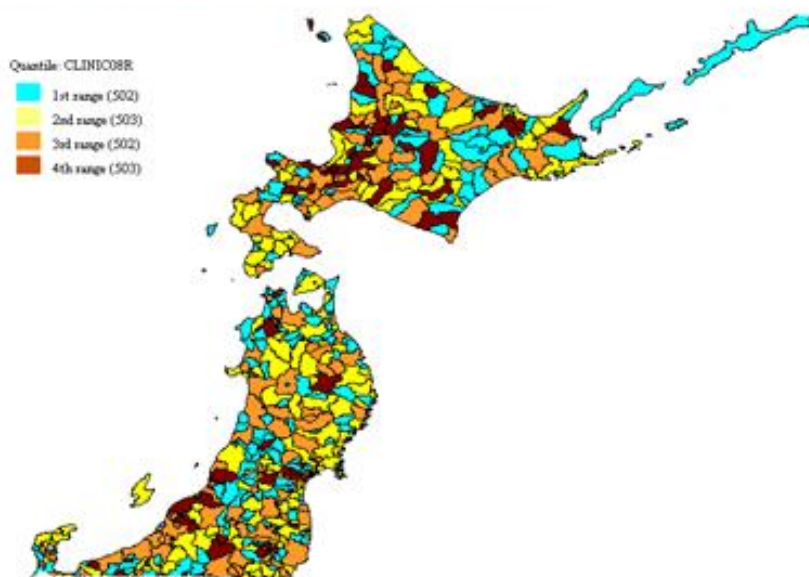 Quantile: CLINIC08R
1st range (502)
2nd range (503)
3rd range (502)
4th range (503)